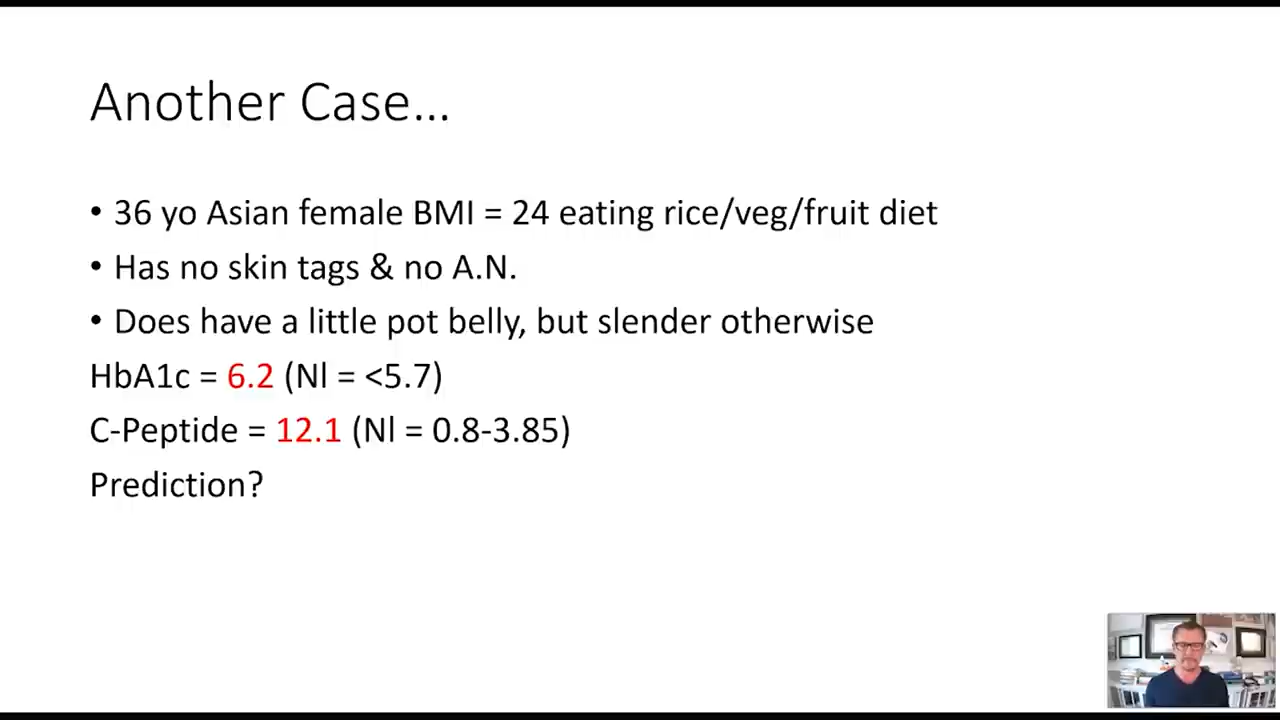 Another Case...
• 36 yo Asian female BMI = 24 eating rice/veg/fruit diet
• Has no skin tags & no A.N.
• Does have a little pot belly, but slender otherwise
HbA1c = 6.2 (Nl = <5.7)
C-Peptide = 12.1 (Nl = 0.8-3.85)
Prediction?